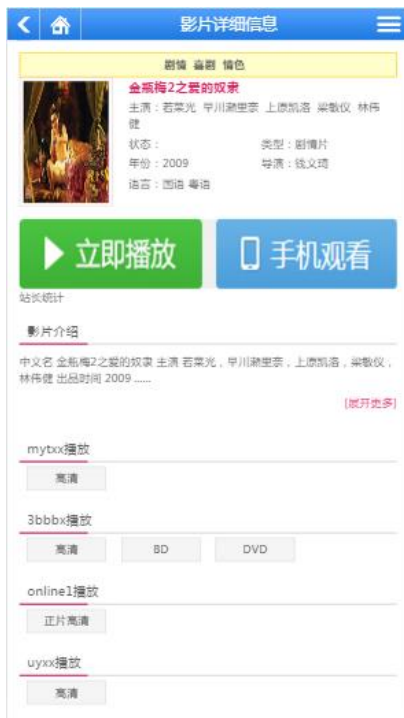 影片详细信息
剧情 喜剧 情色
金瓶梅2之爱的奴隶
主演：若菜光 早川濑里奈 上原凯洛 梁敏仪 林伟
健
状态： 类型：剧情片
年份：2009 导演：钱文琦
语言：国语 粤语
立即播放 手机观看
站长统计
影片介绍
中文名 金瓶梅2之爱的奴隶 主演 若菜光，早川濑里奈，上原凯洛，梁敏仪，
林伟健 出品时间 2009 ......
[展开更多]
mytxx播放
高清
3bbbx播放
高清 BD DVD
online1播放
正片高清
uyxx播放
高清